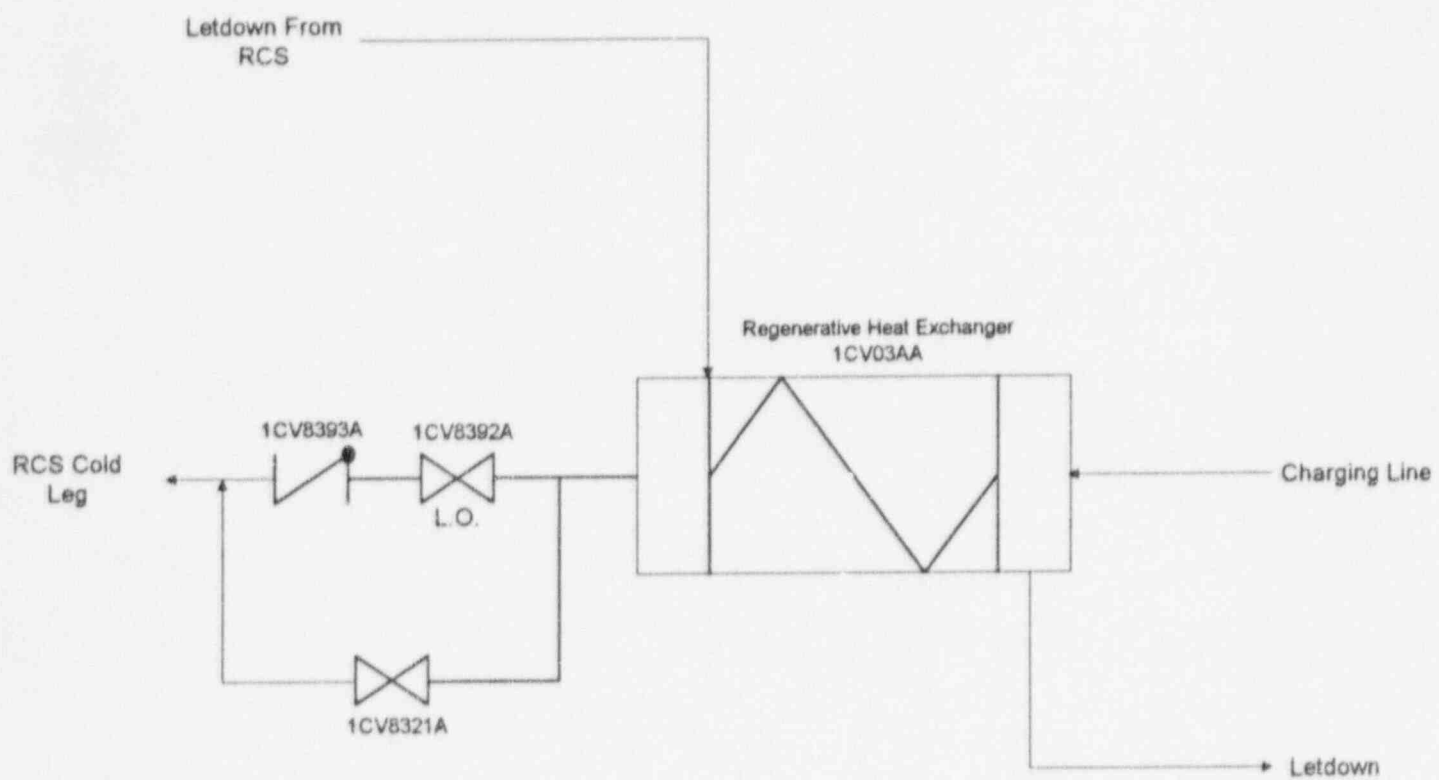 Letdown From
RCS
Regenerative Heat Exchanger
1CV03AA
1CV8393A
1CV8392A
RCS Cold
Leg
L.O.
Charging Line
1CV8321A
Letdown